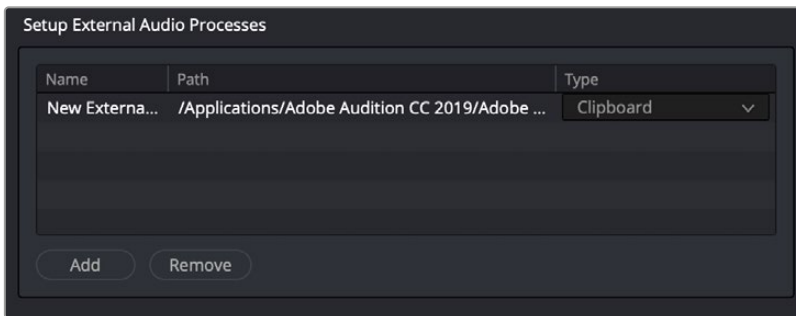 Setup External Audio Processes
Name Path Type
New Externa... /Applications/Adobe Audition CC 2019/Adobe ... Clipboard
Add Remove